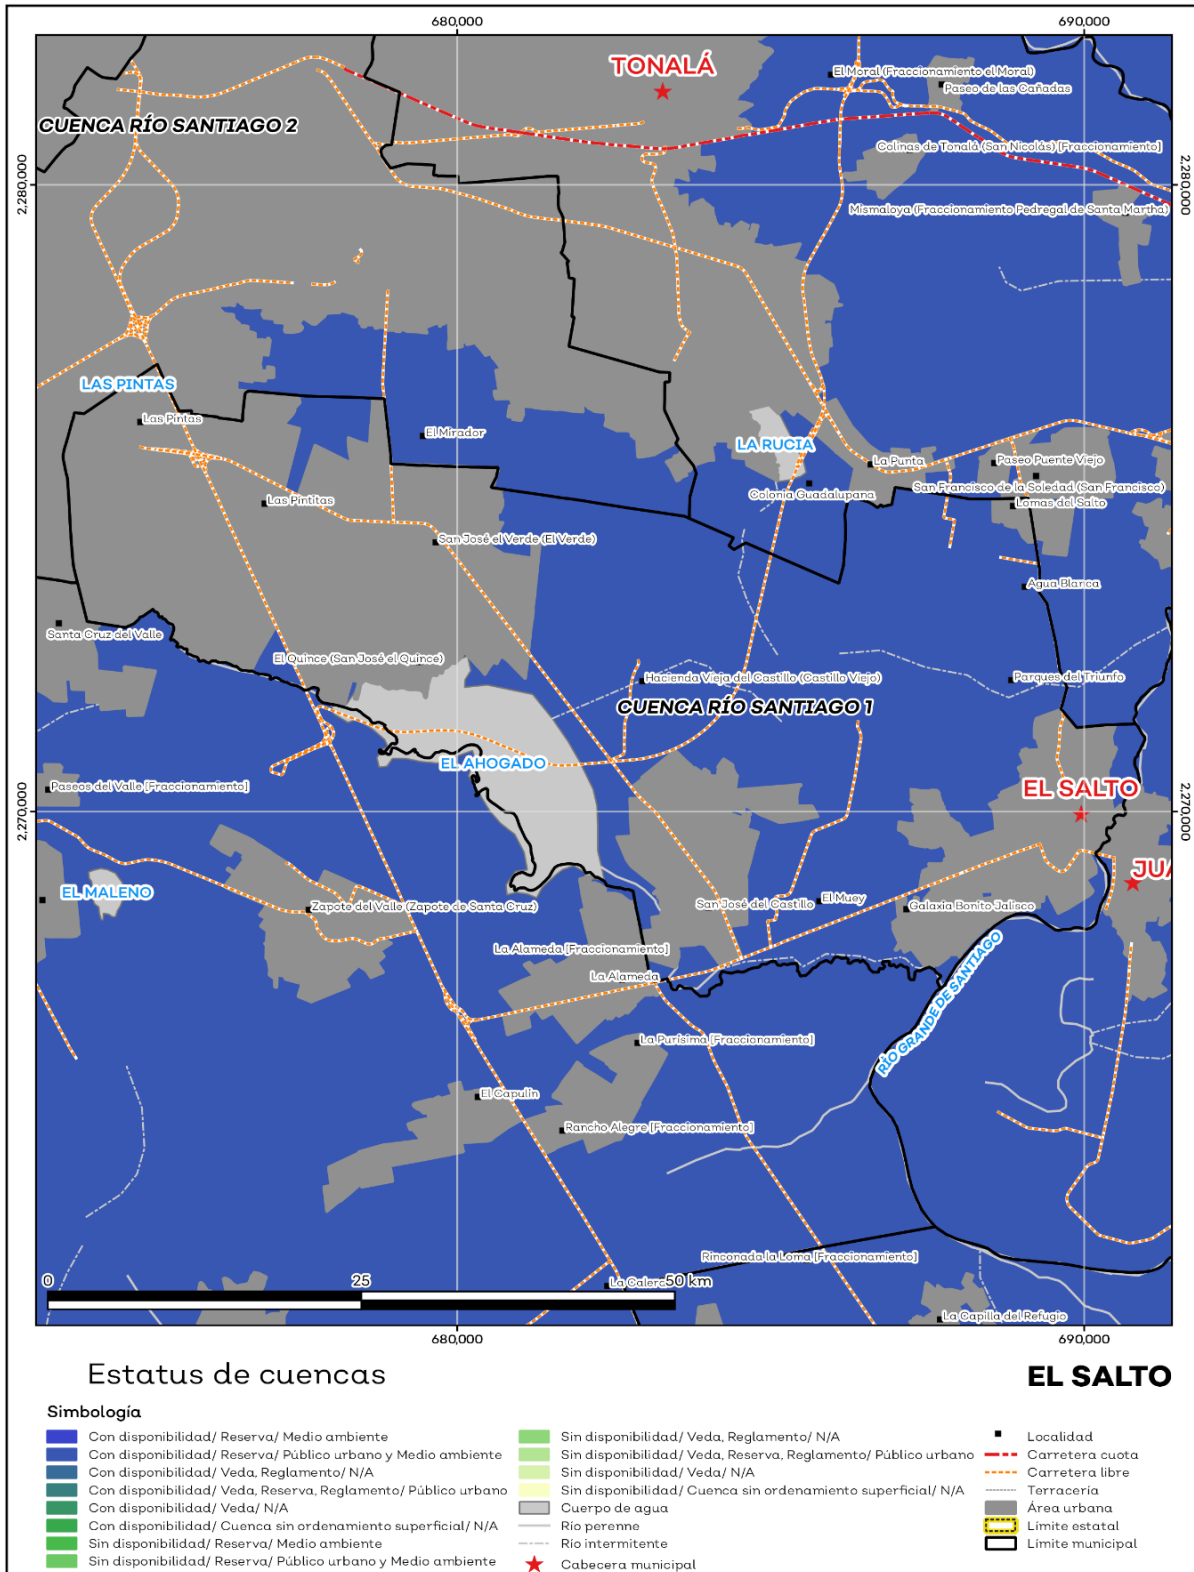 680,000
690,000
TONALÁ
El Moral (Fraccionamiento el Moral)
Paseo de las Cañadas
CUENCA RÍO SANTIAGO 2
Colinas de Tonalá (San Nicolás) [Fraccionamiento]
2,280,000
2,280,000
Mismaloya (Fraccionamiento Pedregal de Santa Martha)
LAS PINTAS
Las Pintas
El Mirador
LA RUCIA
La Punta
Paseo Puente Viejo
Colonia Guadalupana
San Francisco de la Soledad (San Francisco)
Las Pintitas
Lomas del Salto
San José el Verde (El Verde)
Agua Blanca
Santa Cruz del Valle
El Quince (San José el Quince)
Hacienda Vieja del Castillo (Castillo Viejo)
Parques del Triunfo
CUENCA RÍO SANTIAGO 1
EL AHOGADO
Paseos del Valle [Fraccionamiento]
EL SALTO
2,270,000
2,270,000
JUA
EL MALENO
Zapote del Valle (Zapote de Santa Cruz)
San José del Castillo
El Muey
Galaxia Bonito Jalisco
La Alameda [Fraccionamiento]
La Alameda
RÍO GRANDE DE SANTIAGO
La Purísima [Fraccionamiento]
El Capulín
Rancho Alegre [Fraccionamiento]
Rinconada la Loma [Fraccionamiento]
0
25
50 km
La Calera
La Capilla del Refugio
680,000
690,000
Estatus de cuencas
EL SALTO
Simbología
Con disponibilidad/ Reserva/ Medio ambiente
Con disponibilidad/ Reserva/ Público urbano y Medio ambiente
Con disponibilidad/ Veda, Reglamento/ N/A
Con disponibilidad/ Veda, Reserva, Reglamento/ Público urbano
Con disponibilidad/ Veda/ N/A
Con disponibilidad/ Cuenca sin ordenamiento superficial/ N/A
Sin disponibilidad/ Reserva/ Medio ambiente
Sin disponibilidad/ Reserva/ Público urbano y Medio ambiente
Sin disponibilidad/ Veda, Reglamento/ N/A
Sin disponibilidad/ Veda, Reserva, Reglamento/ Público urbano
Sin disponibilidad/ Veda/ N/A
Sin disponibilidad/ Cuenca sin ordenamiento superficial/ N/A
Cuerpo de agua
Río perenne
Río intermitente
Cabecera municipal
Localidad
Carretera cuota
Carretera libre
Terracería
Área urbana
Límite estatal
Límite municipal